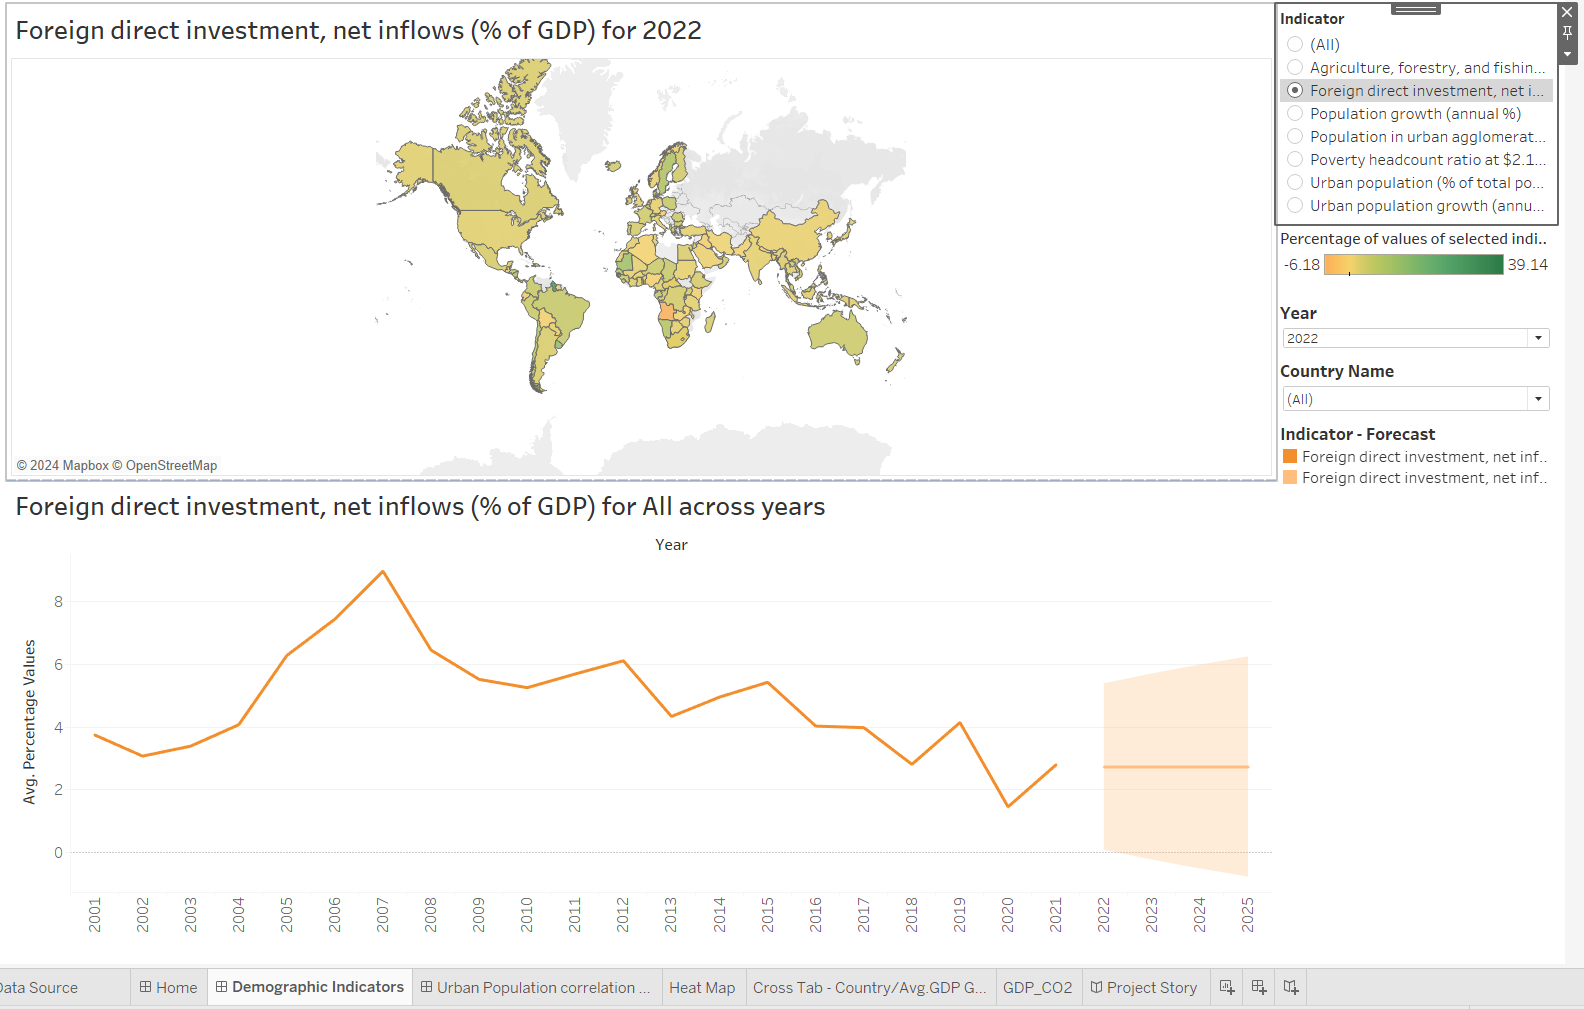 Foreign direct investment, net inflows (% of GDP) for 2022
© 2024 Mapbox © OpenStreetMap
Indicator
(All)
Agriculture, forestry, and fishin...
Foreign direct investment, net i...
Population growth (annual %)
Population in urban agglomerat...
Poverty headcount ratio at $2.1...
Urban population (% of total po...
Urban population growth (annu...
Percentage of values of selected indi..
-6.18 39.14
Year
2022
Country Name
(All)
Indicator - Forecast
Foreign direct investment, net inf..
Foreign direct investment, net inf..
Foreign direct investment, net inflows (% of GDP) for All across years
Year
Avg. Percentage Values
8
6
4
2
0
2001 2002 2003 2004 2005 2006 2007 2008 2009 2010 2011 2012 2013 2014 2015 2016 2017 2018 2019 2020 2021 2022 2023 2024 2025
Data Source Home Demographic Indicators Urban Population correlation ... Heat Map Cross Tab - Country/Avg.GDP G... GDP_CO2 Project Story